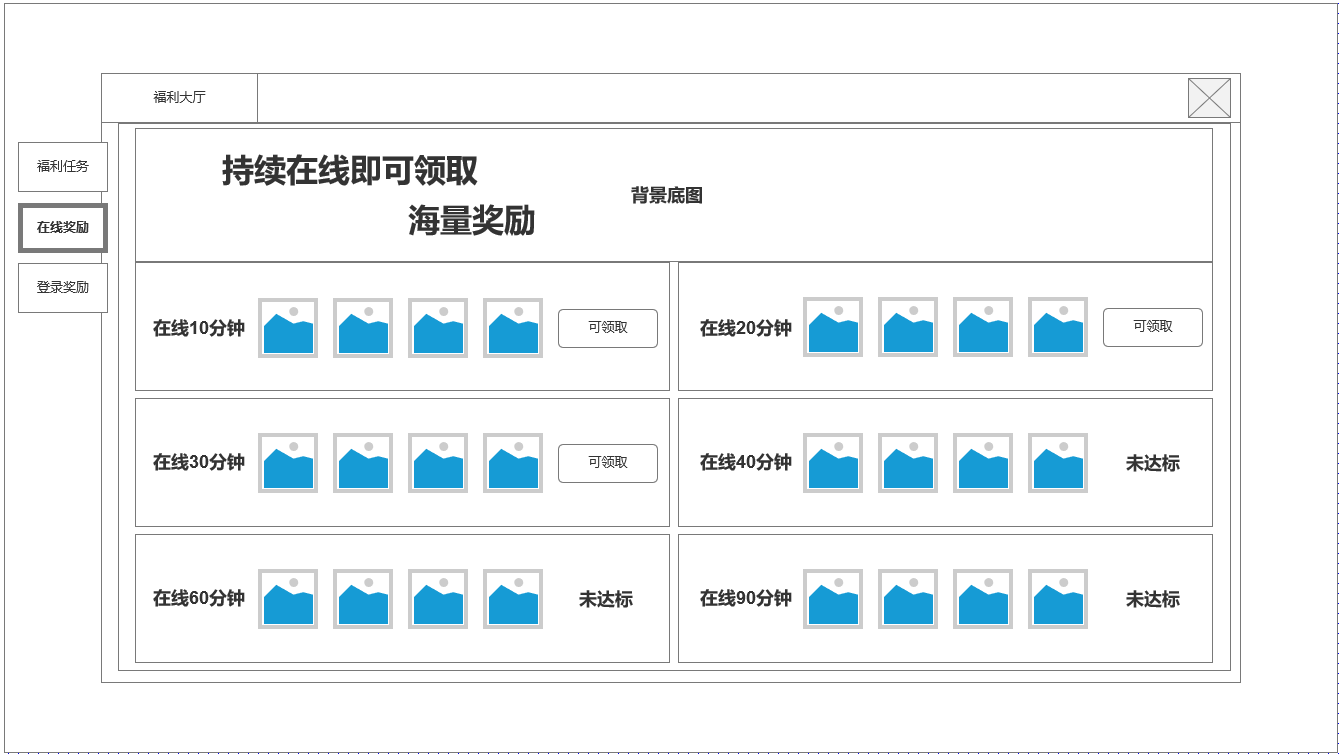 福利大厅
福利任务
在线奖励
登录奖励
持续在线即可领取
海量奖励
背景底图
在线10分钟
可领取
在线20分钟
可领取
在线30分钟
可领取
在线40分钟
未达标
在线60分钟
未达标
在线90分钟
未达标